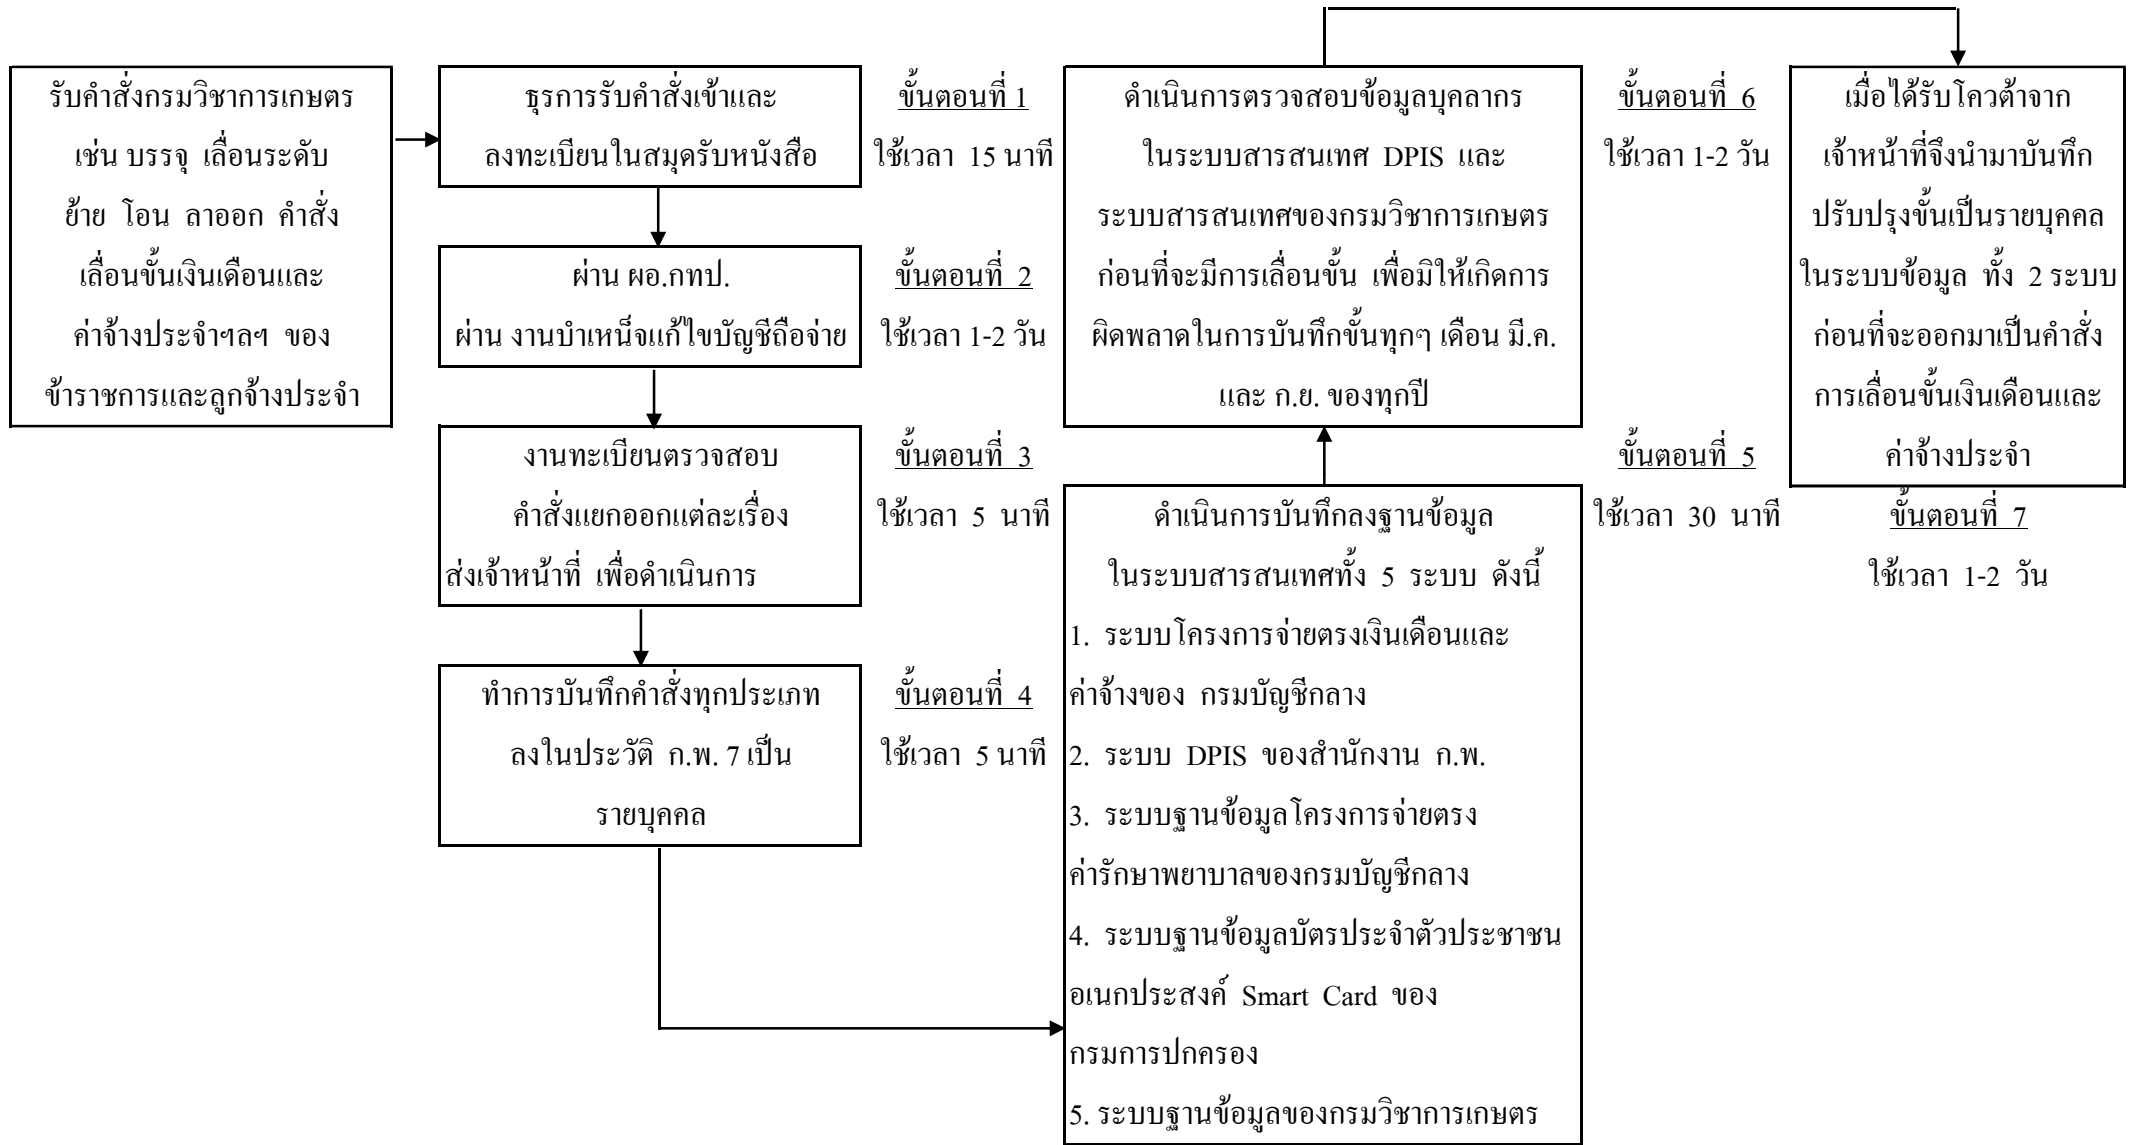 รับคำสั่งกรมวิชาการเกษตร
เช่น บรรจุ เลื่อนระดับ
ย้าย โอน ลาออก คำสั่ง
เลื่อนขั้นเงินเดือนและ
ค่าจ้างประจำฯลฯ ของ
ข้าราชการและลูกจ้างประจำ
ธุรการรับคำสั่งเข้าและ
ลงทะเบียนในสมุดรับหนังสือ
ขั้นตอนที่ 1
ใช้เวลา 15 นาที
ผ่าน ผอ.กทป.
ผ่าน งานบำเหน็จแก้ไขบัญชีถือจ่าย
ขั้นตอนที่ 2
ใช้เวลา 1-2 วัน
งานทะเบียนตรวจสอบ
คำสั่งแยกออกแต่ละเรื่อง
ส่งเจ้าหน้าที่ เพื่อดำเนินการ
ขั้นตอนที่ 3
ใช้เวลา 5 นาที
ทำการบันทึกคำสั่งทุกประเภท
ลงในประวัติ ก.พ. 7 เป็น
รายบุคคล
ขั้นตอนที่ 4
ใช้เวลา 5 นาที
ดำเนินการบันทึกลงฐานข้อมูล
ในระบบสารสนเทศทั้ง 5 ระบบ ดังนี้
1. ระบบโครงการจ่ายตรงเงินเดือนและ
ค่าจ้างของ กรมบัญชีกลาง
2. ระบบ DPIS ของสำนักงาน ก.พ.
3. ระบบฐานข้อมูลโครงการจ่ายตรง
ค่ารักษาพยาบาลของกรมบัญชีกลาง
4. ระบบฐานข้อมูลบัตรประจำตัวประชาชน
อเนกประสงค์ Smart Card ของ
กรมการปกครอง
5. ระบบฐานข้อมูลของกรมวิชาการเกษตร
ขั้นตอนที่ 5
ใช้เวลา 30 นาที
ดำเนินการตรวจสอบข้อมูลบุคลากร
ในระบบสารสนเทศ DPIS และ
ระบบสารสนเทศของกรมวิชาการเกษตร
ก่อนที่จะมีการเลื่อนขั้น เพื่อมิให้เกิดการ
ผิดพลาดในการบันทึกขั้นทุกๆ เดือน มี.ค.
และ ก.ย. ของทุกปี
ขั้นตอนที่ 6
ใช้เวลา 1-2 วัน
เมื่อได้รับโควต้าจาก
เจ้าหน้าที่จึงนำมาบันทึก
ปรับปรุงขั้นเป็นรายบุคคล
ในระบบข้อมูล ทั้ง 2 ระบบ
ก่อนที่จะออกมาเป็นคำสั่ง
การเลื่อนขั้นเงินเดือนและ
ค่าจ้างประจำ
ขั้นตอนที่ 7
ใช้เวลา 1-2 วัน